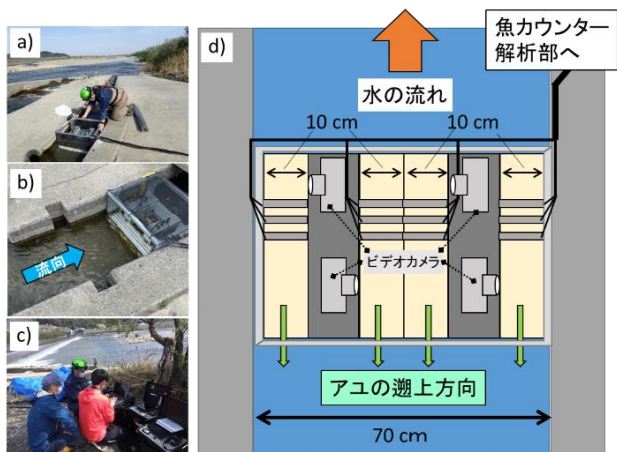 a)
b)
流向
c)
d)
魚カウンター
解析部へ
水の流れ
10 cm
10 cm
ビデオカメラ
アユの遡上方向
70 cm